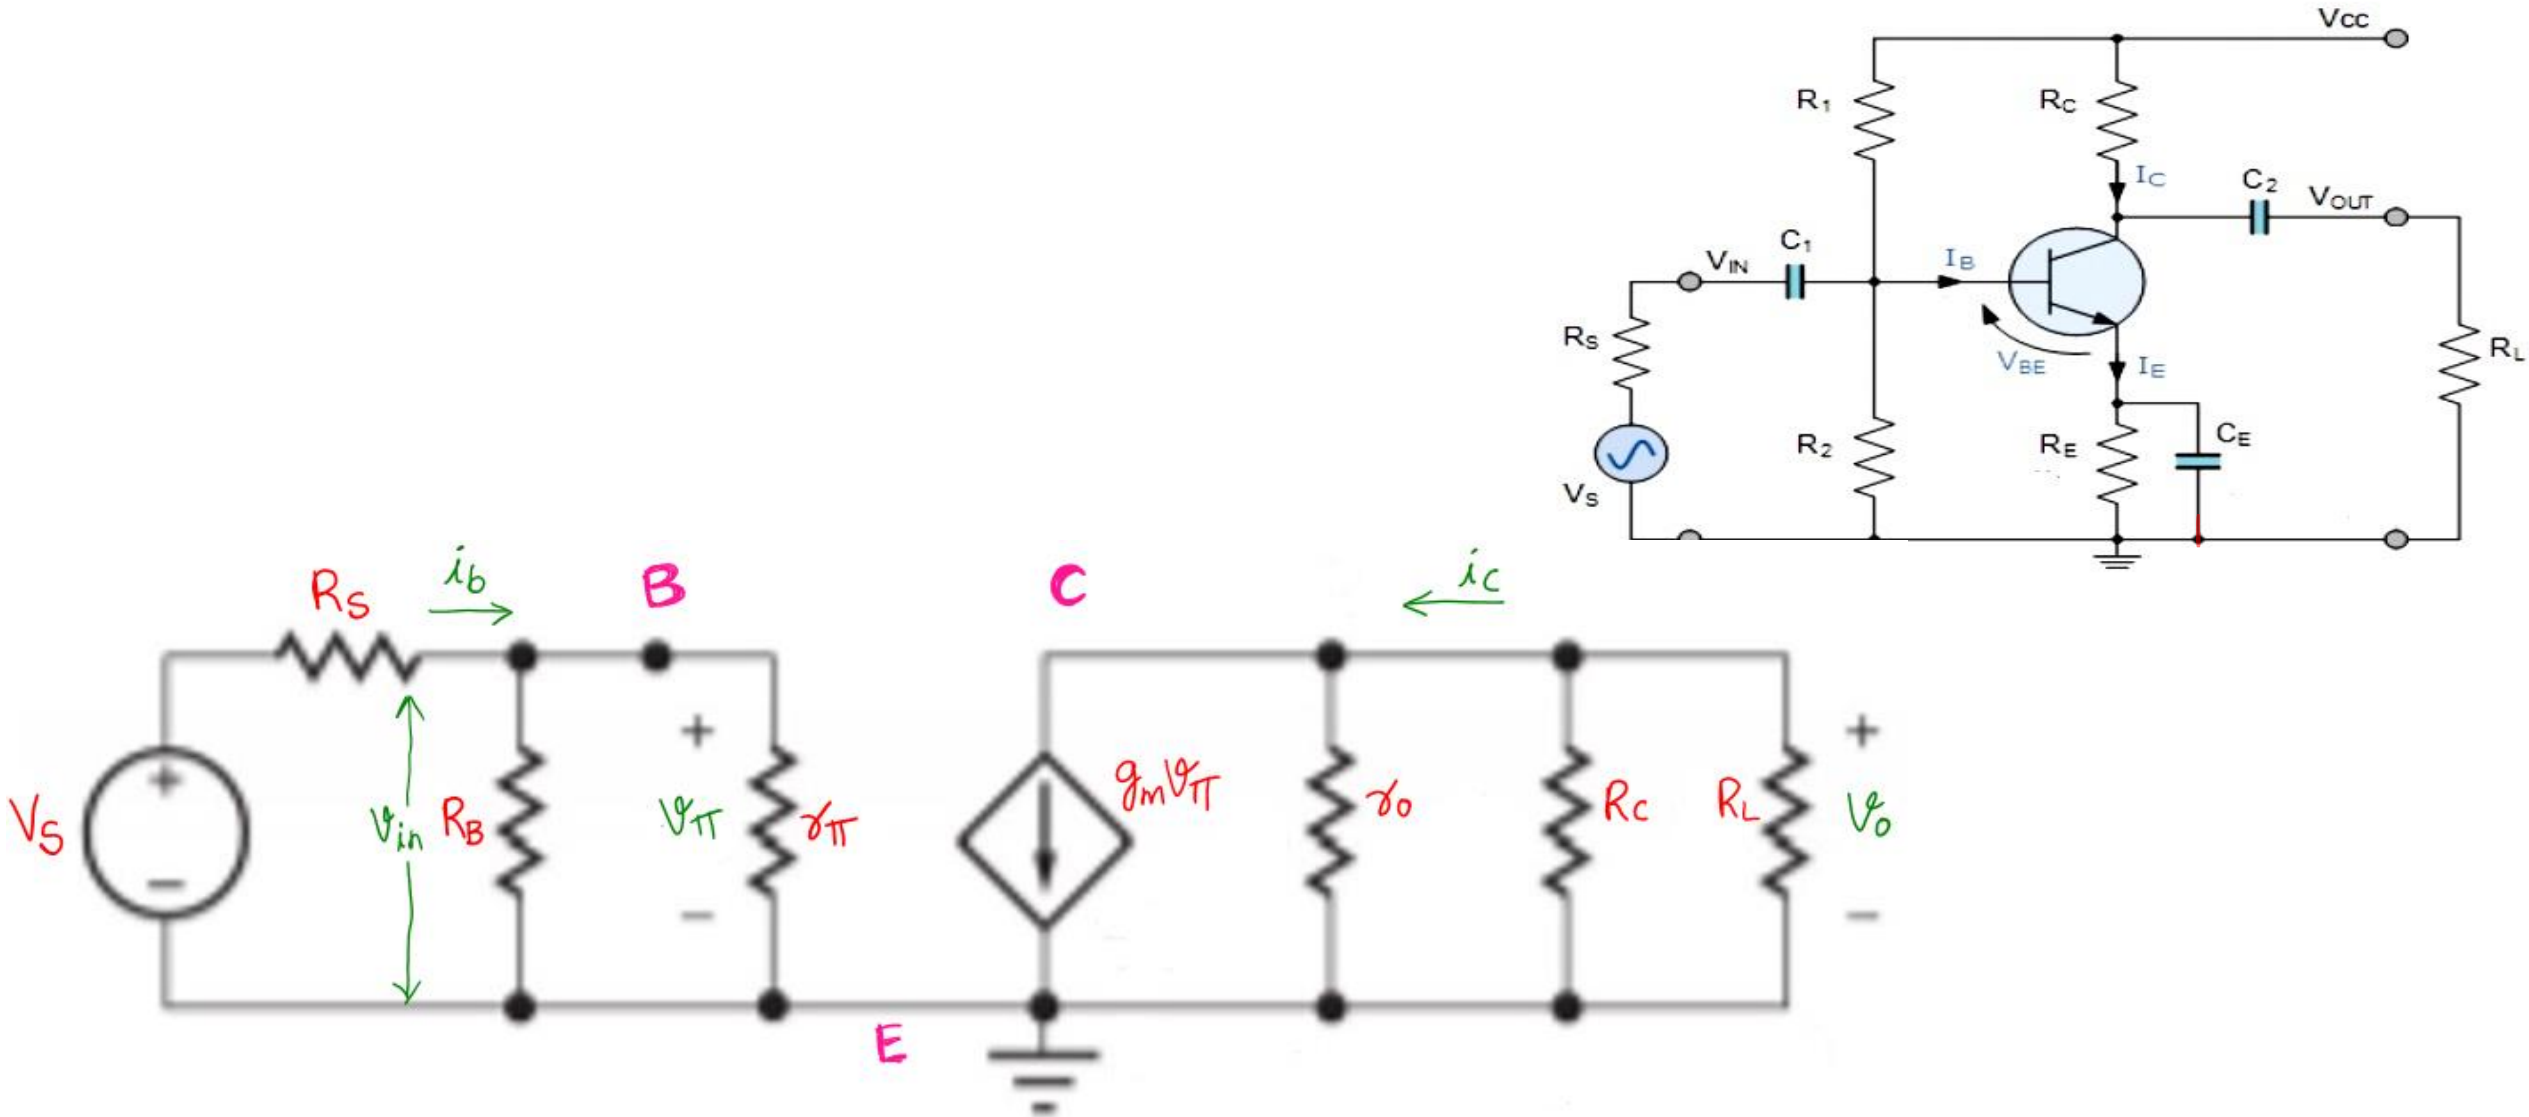 Vcc
R1
RC
IC
C2
VOUT
C1
VIN
IB
RS
VBE
IE
RL
R2
RE
CE
VS
RS
ib
B
C
iC
+
+
+
VS
−
vin
RB
vπ
rπ
gmvπ
ro
RC
RL
vo
−
−
E